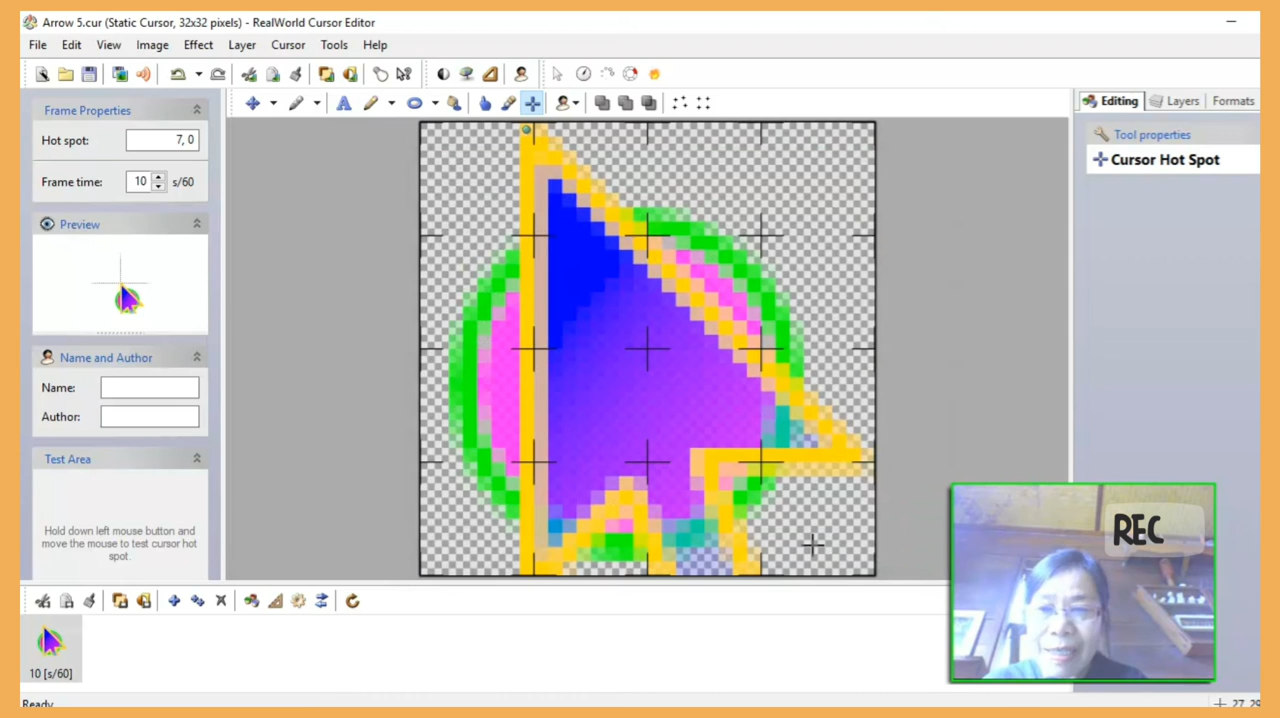 Arrow 5.cur (Static Cursor, 32x32 pixels) - RealWorld Cursor Editor
File Edit View Image Effect Layer Cursor Tools Help
Frame Properties
Hot spot: 7, 0
Frame time: 10 s/60
Preview
Name and Author
Name:
Author:
Test Area
Hold down left mouse button and
move the mouse to test cursor hot
spot.
Editing Layers Formats
Tool properties
Cursor Hot Spot
REC
10 [s/60]
Ready
27, 29